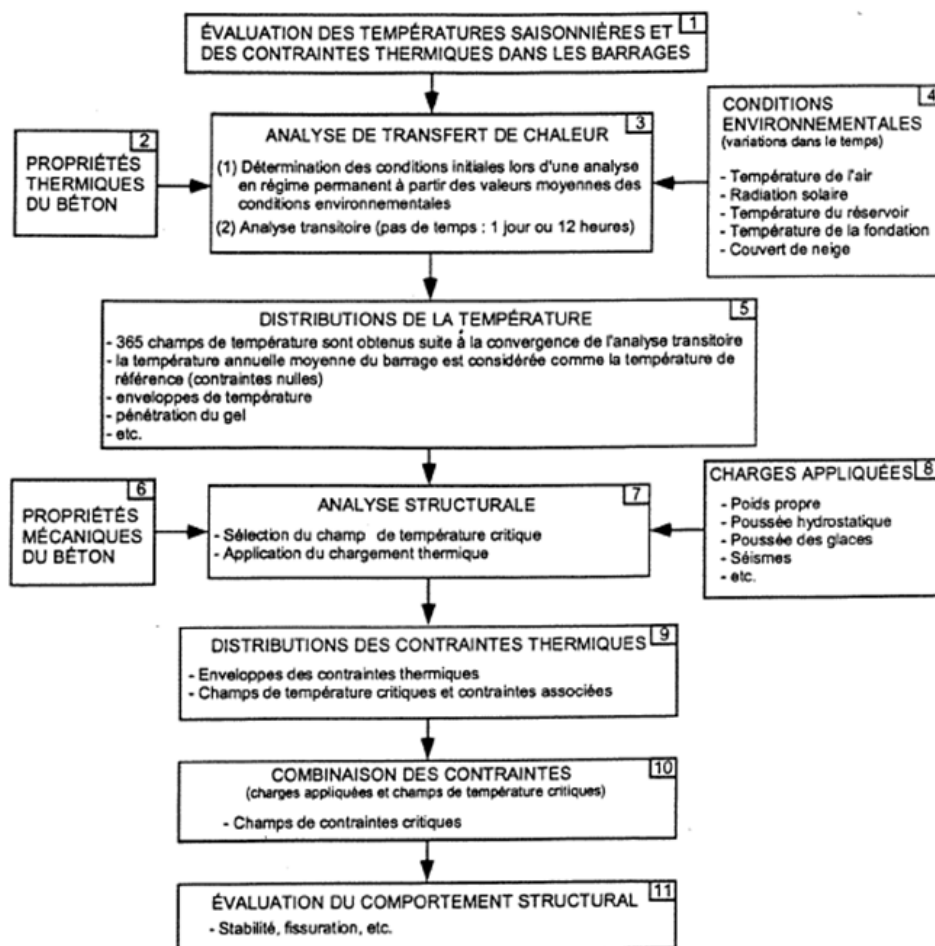 1
ÉVALUATION DES TEMPÉRATURES SAISONNIÈRES ET
DES CONTRAINTES THERMIQUES DANS LES BARRAGES
2
PROPRIÉTÉS
THERMIQUES
DU BÉTON
3
ANALYSE DE TRANSFERT DE CHALEUR
(1) Détermination des conditions initiales lors d'une analyse
en régime permanent à partir des valeurs moyennes des
conditions environnementales
(2) Analyse transitoire (pas de temps : 1 jour ou 12 heures)
4
CONDITIONS
ENVIRONNEMENTALES
(variations dans le temps)
- Température de l'air
- Radiation solaire
- Température du réservoir
- Température de la fondation
- Couvert de neige
5
DISTRIBUTIONS DE LA TEMPÉRATURE
- 365 champs de température sont obtenus suite à la convergence de l'analyse transitoire
- la température annuelle moyenne du barrage est considérée comme la température de
référence (contraintes nulles)
- enveloppes de température
- pénétration du gel
- etc.
6
PROPRIÉTÉS
MÉCANIQUES
DU BÉTON
7
ANALYSE STRUCTURALE
- Sélection du champ de température critique
- Application du chargement thermique
8
CHARGES APPLIQUÉES
- Poids propre
- Poussée hydrostatique
- Poussée des glaces
- Séismes
- etc.
9
DISTRIBUTIONS DES CONTRAINTES THERMIQUES
- Enveloppes des contraintes thermiques
- Champs de température critiques et contraintes associées
10
COMBINAISON DES CONTRAINTES
(charges appliquées et champs de température critiques)
- Champs de contraintes critiques
11
ÉVALUATION DU COMPORTEMENT STRUCTURAL
- Stabilité, fissuration, etc.